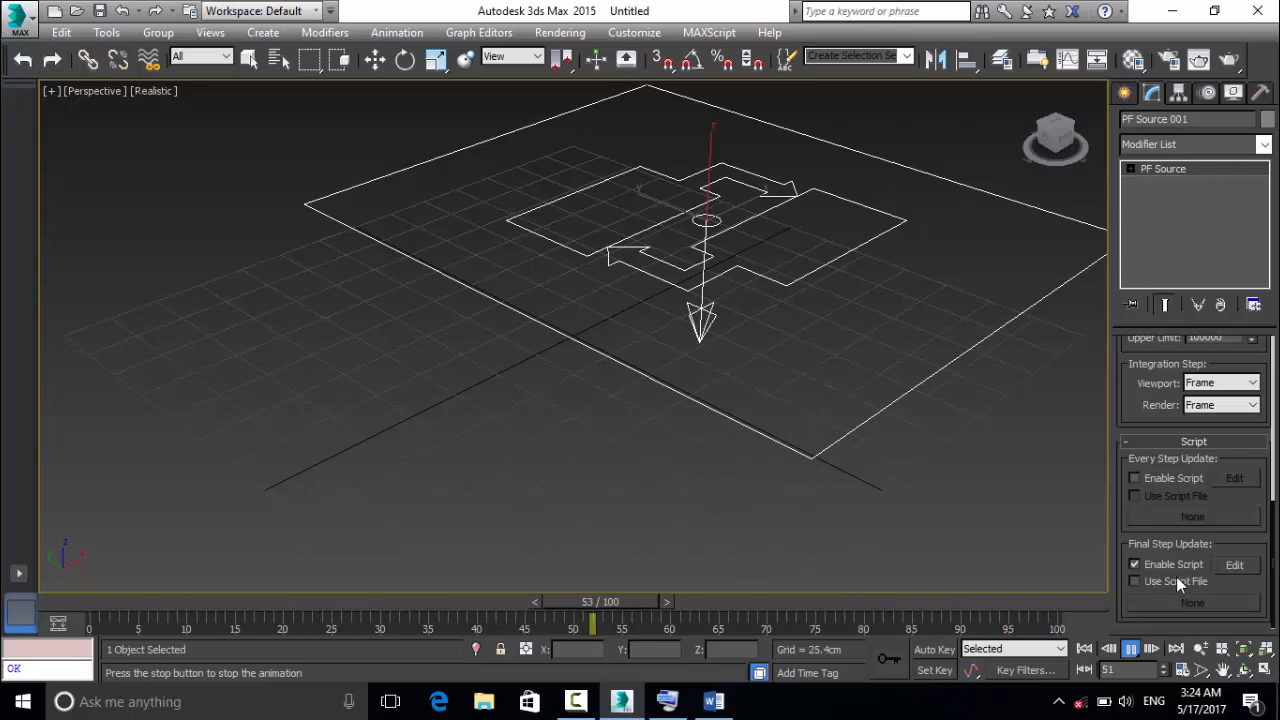 MAX
Workspace: Default
Autodesk 3ds Max 2015 Untitled
Type a keyword or phrase
Edit Tools Group Views Create Modifiers Animation Graph Editors Rendering Customize MAXScript Help
All
View
3
Create Selection Se
[+] [Perspective] [Realistic]
PF Source 001
Modifier List
PF Source
Upper Limit: 100000
Integration Step:
Viewport: Frame
Render: Frame
- Script
Every Step Update:
Enable Script Edit
Use Script File
None
Final Step Update:
Enable Script Edit
Use Script File
None
z
x
y
< 53 / 100 >
0 5 10 15 20 25 30 35 40 45 50 55 60 65 70 75 80 85 90 95 100
1 Object Selected
X: Y: Z:
Grid = 25.4cm
Auto Key Selected
OK
Press the stop button to stop the animation
Add Time Tag
Set Key Key Filters...
51
Ask me anything
ENG
3:24 AM
5/17/2017